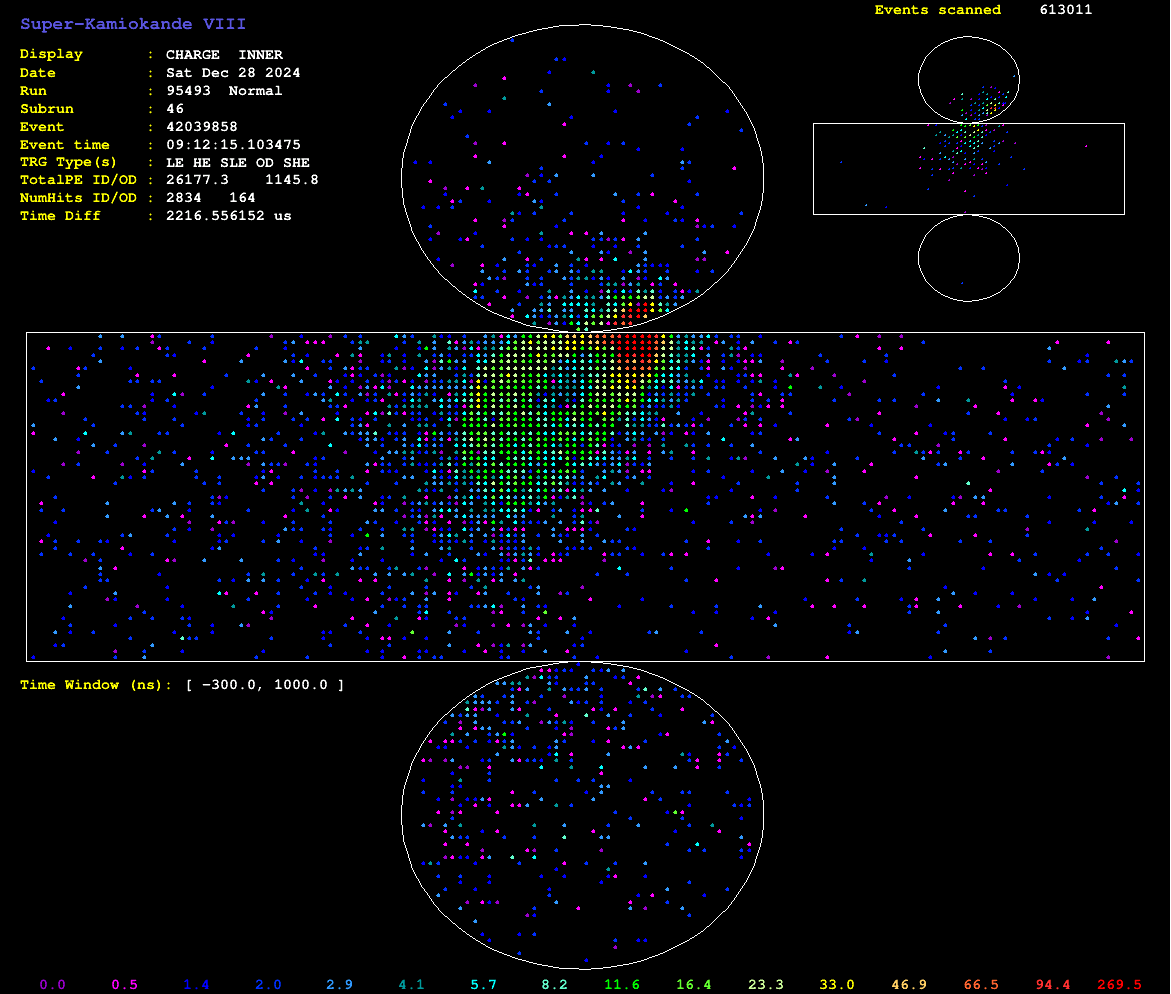 Super-Kamiokande VIII
Events scanned 613011
Display : CHARGE INNER
Date : Sat Dec 28 2024
Run : 95493 Normal
Subrun : 46
Event : 42039858
Event time : 09:12:15.103475
TRG Type(s) : LE HE SLE OD SHE
TotalPE ID/OD : 26177.3 1145.8
NumHits ID/OD : 2834 164
Time Diff : 2216.556152 us
Time Window (ns): [ -300.0, 1000.0 ]
0.0 0.5 1.4 2.0 2.9 4.1 5.7 8.2 11.6 16.4 23.3 33.0 46.9 66.5 94.4 269.5